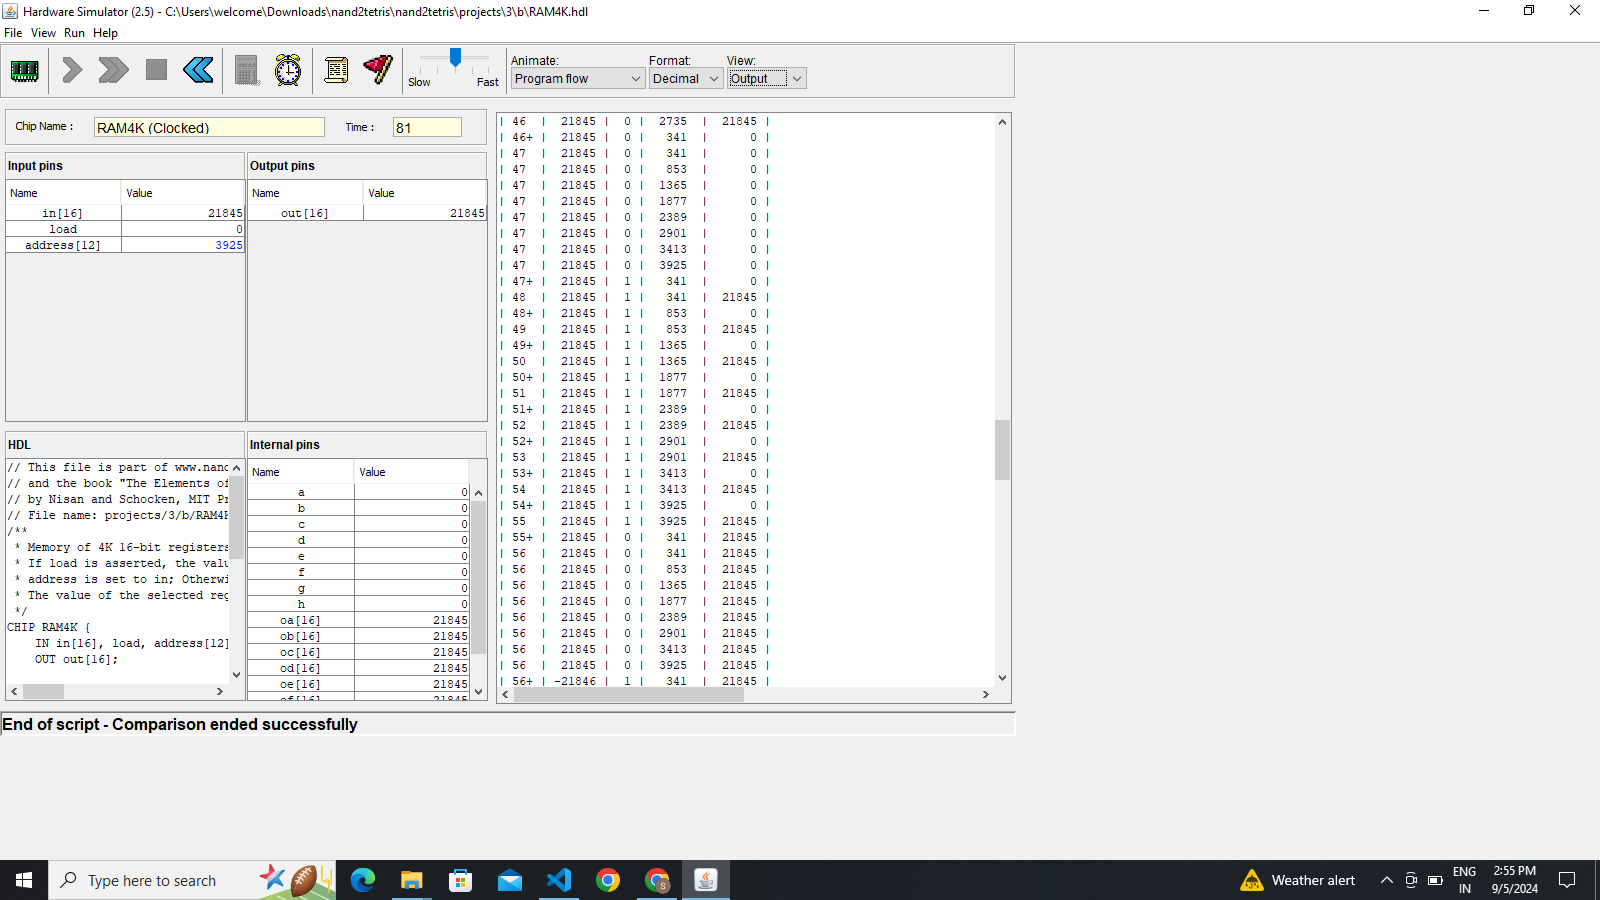 Hardware Simulator (2.5) - C:\Users\welcome\Downloads\nand2tetris\nand2tetris\projects\3\b\RAM4K.hdl
File View Run Help
Slow Fast
Animate: Format: View:
Program flow Decimal Output
Chip Name : RAM4K (Clocked) Time : 81
Input pins
Name Value
in[16] 21845
load 0
address[12] 3925
Output pins
Name Value
out[16] 21845
HDL
// This file is part of www.nand
// and the book "The Elements of
// by Nisan and Schocken, MIT Pr
// File name: projects/3/b/RAM4K
/**
* Memory of 4K 16-bit registers
* If load is asserted, the valu
* address is set to in; Otherwi
* The value of the selected reg
*/
CHIP RAM4K {
IN in[16], load, address[12]
OUT out[16];
Internal pins
Name Value
a 0
b 0
c 0
d 0
e 0
f 0
g 0
h 0
oa[16] 21845
ob[16] 21845
oc[16] 21845
od[16] 21845
oe[16] 21845
of[16] 21845
| 46 | 21845 | 0 | 2735 | 21845 |
| 46+ | 21845 | 0 | 341 | 0 |
| 47 | 21845 | 0 | 341 | 0 |
| 47 | 21845 | 0 | 853 | 0 |
| 47 | 21845 | 0 | 1365 | 0 |
| 47 | 21845 | 0 | 1877 | 0 |
| 47 | 21845 | 0 | 2389 | 0 |
| 47 | 21845 | 0 | 2901 | 0 |
| 47 | 21845 | 0 | 3413 | 0 |
| 47 | 21845 | 0 | 3925 | 0 |
| 47+ | 21845 | 1 | 341 | 0 |
| 48 | 21845 | 1 | 341 | 21845 |
| 48+ | 21845 | 1 | 853 | 0 |
| 49 | 21845 | 1 | 853 | 21845 |
| 49+ | 21845 | 1 | 1365 | 0 |
| 50 | 21845 | 1 | 1365 | 21845 |
| 50+ | 21845 | 1 | 1877 | 0 |
| 51 | 21845 | 1 | 1877 | 21845 |
| 51+ | 21845 | 1 | 2389 | 0 |
| 52 | 21845 | 1 | 2389 | 21845 |
| 52+ | 21845 | 1 | 2901 | 0 |
| 53 | 21845 | 1 | 2901 | 21845 |
| 53+ | 21845 | 1 | 3413 | 0 |
| 54 | 21845 | 1 | 3413 | 21845 |
| 54+ | 21845 | 1 | 3925 | 0 |
| 55 | 21845 | 1 | 3925 | 21845 |
| 55+ | 21845 | 0 | 341 | 21845 |
| 56 | 21845 | 0 | 341 | 21845 |
| 56 | 21845 | 0 | 853 | 21845 |
| 56 | 21845 | 0 | 1365 | 21845 |
| 56 | 21845 | 0 | 1877 | 21845 |
| 56 | 21845 | 0 | 2389 | 21845 |
| 56 | 21845 | 0 | 2901 | 21845 |
| 56 | 21845 | 0 | 3413 | 21845 |
| 56 | 21845 | 0 | 3925 | 21845 |
| 56+ | -21846 | 1 | 341 | 21845 |
End of script - Comparison ended successfully
Type here to search
S
Weather alert
ENG
IN
2:55 PM
9/5/2024